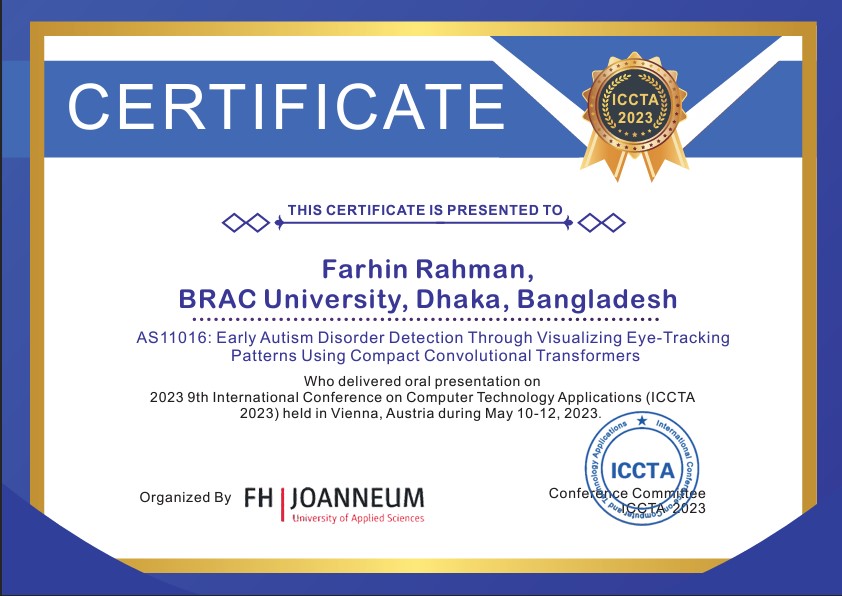 CERTIFICATE
ICCTA
2023
THIS CERTIFICATE IS PRESENTED TO
Farhin Rahman,
BRAC University, Dhaka, Bangladesh
AS11016: Early Autism Disorder Detection Through Visualizing Eye-Tracking
Patterns Using Compact Convolutional Transformers
Who delivered oral presentation on
2023 9th International Conference on Computer Technology Applications (ICCTA
2023) held in Vienna, Austria during May 10-12, 2023.
Organized By
FH JOANNEUM
University of Applied Sciences
International Conference on Computer and Technology Applications
ICCTA
Conference Committee
ICCTA 2023